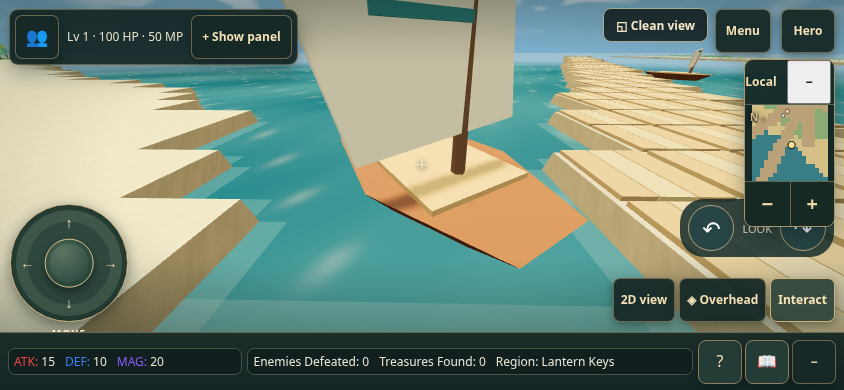 Lv 1 · 100 HP · 50 MP
+ Show panel
◱ Clean view
Menu
Hero
Local
–
N
− +
LOOK
2D view
◈ Overhead
Interact
ATK: 15 DEF: 10 MAG: 20
Enemies Defeated: 0 Treasures Found: 0 Region: Lantern Keys
?
–